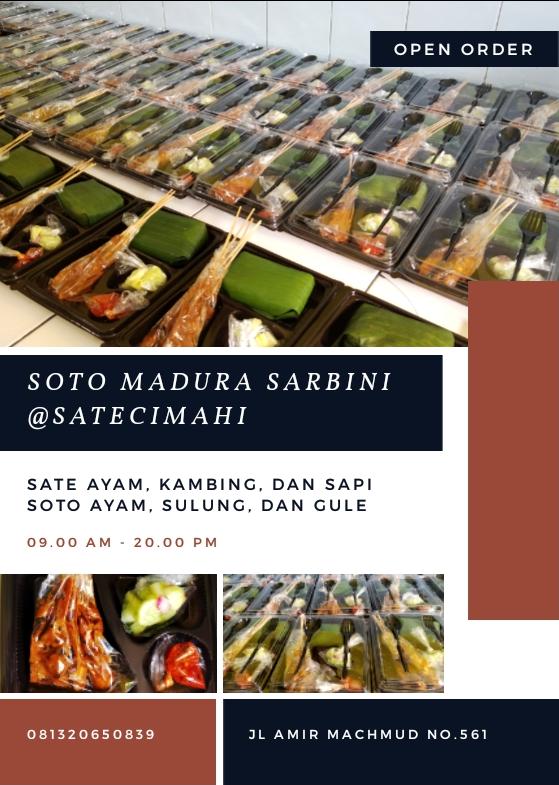 OPEN ORDER
SOTO MADURA SARBINI
@SATECIMAHI
SATE AYAM, KAMBING, DAN SAPI
SOTO AYAM, SULUNG, DAN GULE
09.00 AM - 20.00 PM
081320650839
JL AMIR MACHMUD NO.561